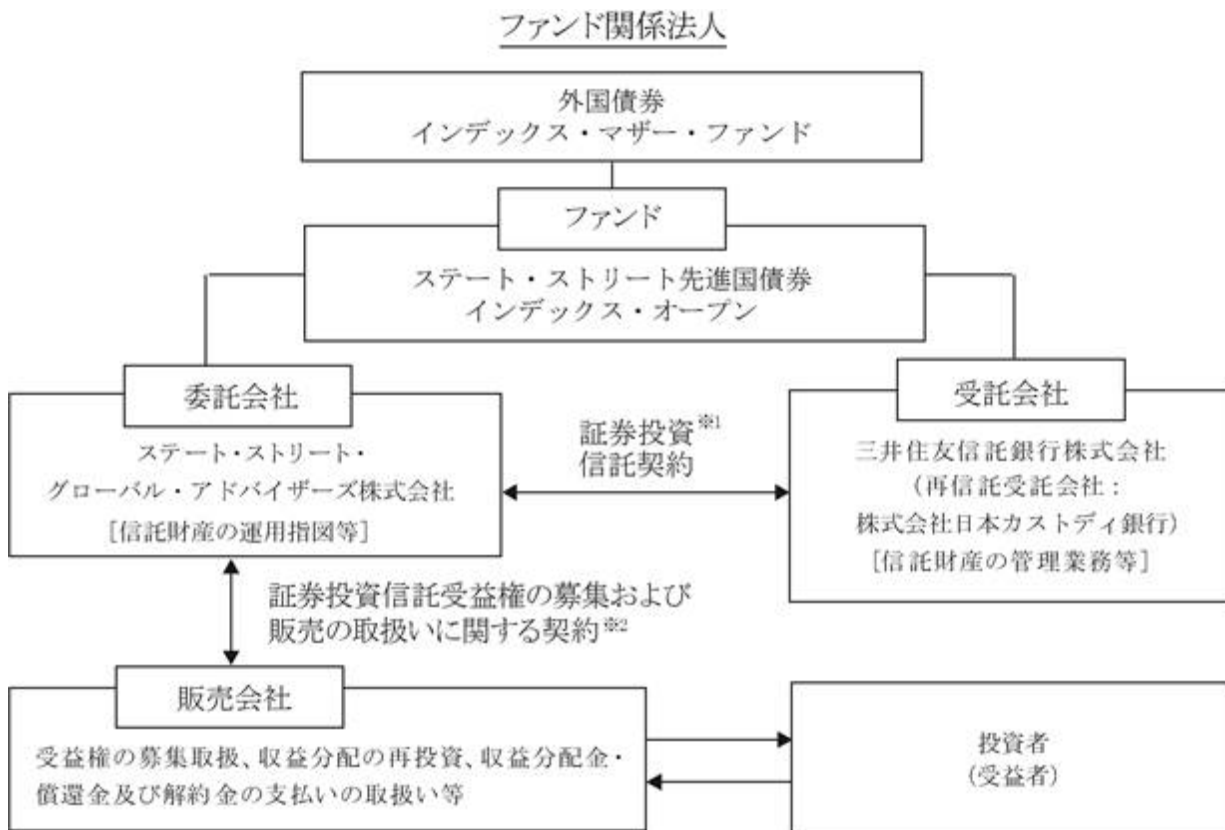 ファンド関係法人
外国債券
インデックス・マザー・ファンド
ファンド
ステート・ストリート先進国債券
インデックス・オープン
委託会社
ステート・ストリート・
グローバル・アドバイザーズ株式会社
[信託財産の運用指図等]
証券投資※1
信託契約
受託会社
三井住友信託銀行株式会社
(再信託受託会社:
株式会社日本カストディ銀行)
[信託財産の管理業務等]
証券投資信託受益権の募集および
販売の取扱いに関する契約※2
販売会社
受益権の募集取扱、収益分配の再投資、収益分配金・
償還金及び解約金の支払いの取扱い等
投資者
(受益者)